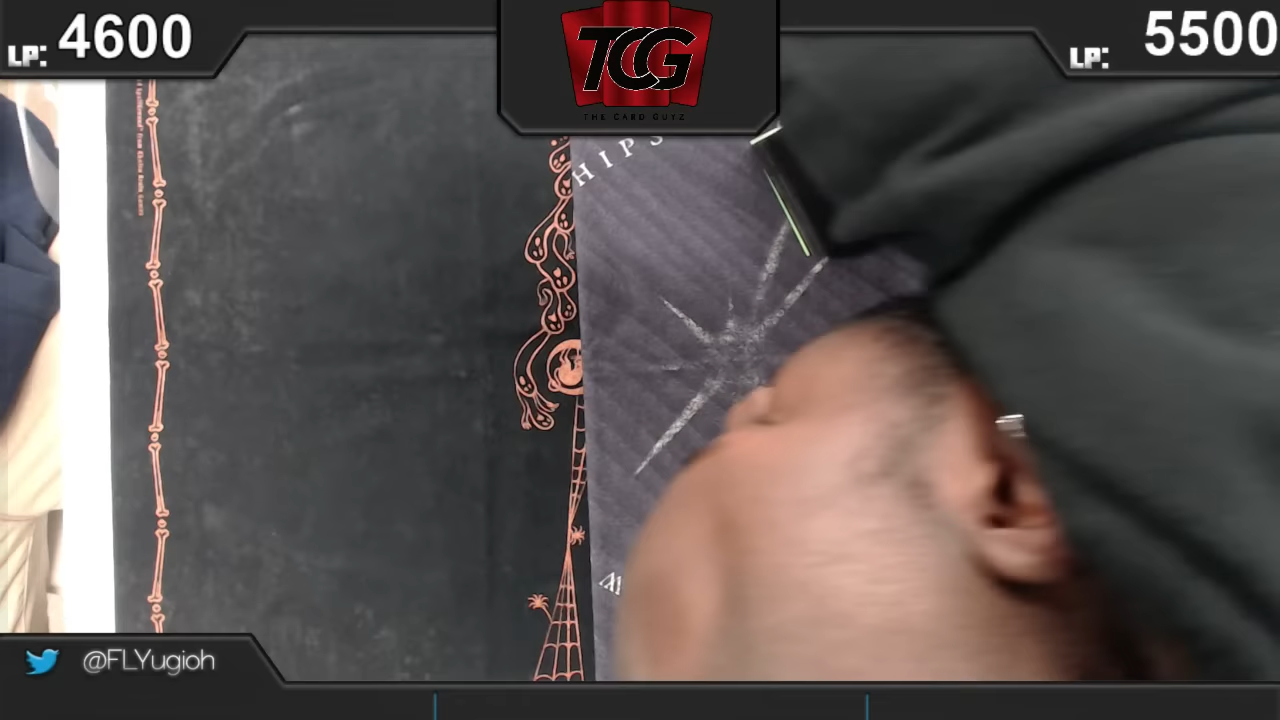 LP: 4600
TCG
THE CARD GUYZ
LP: 5500
HIPS
@FLYugioh